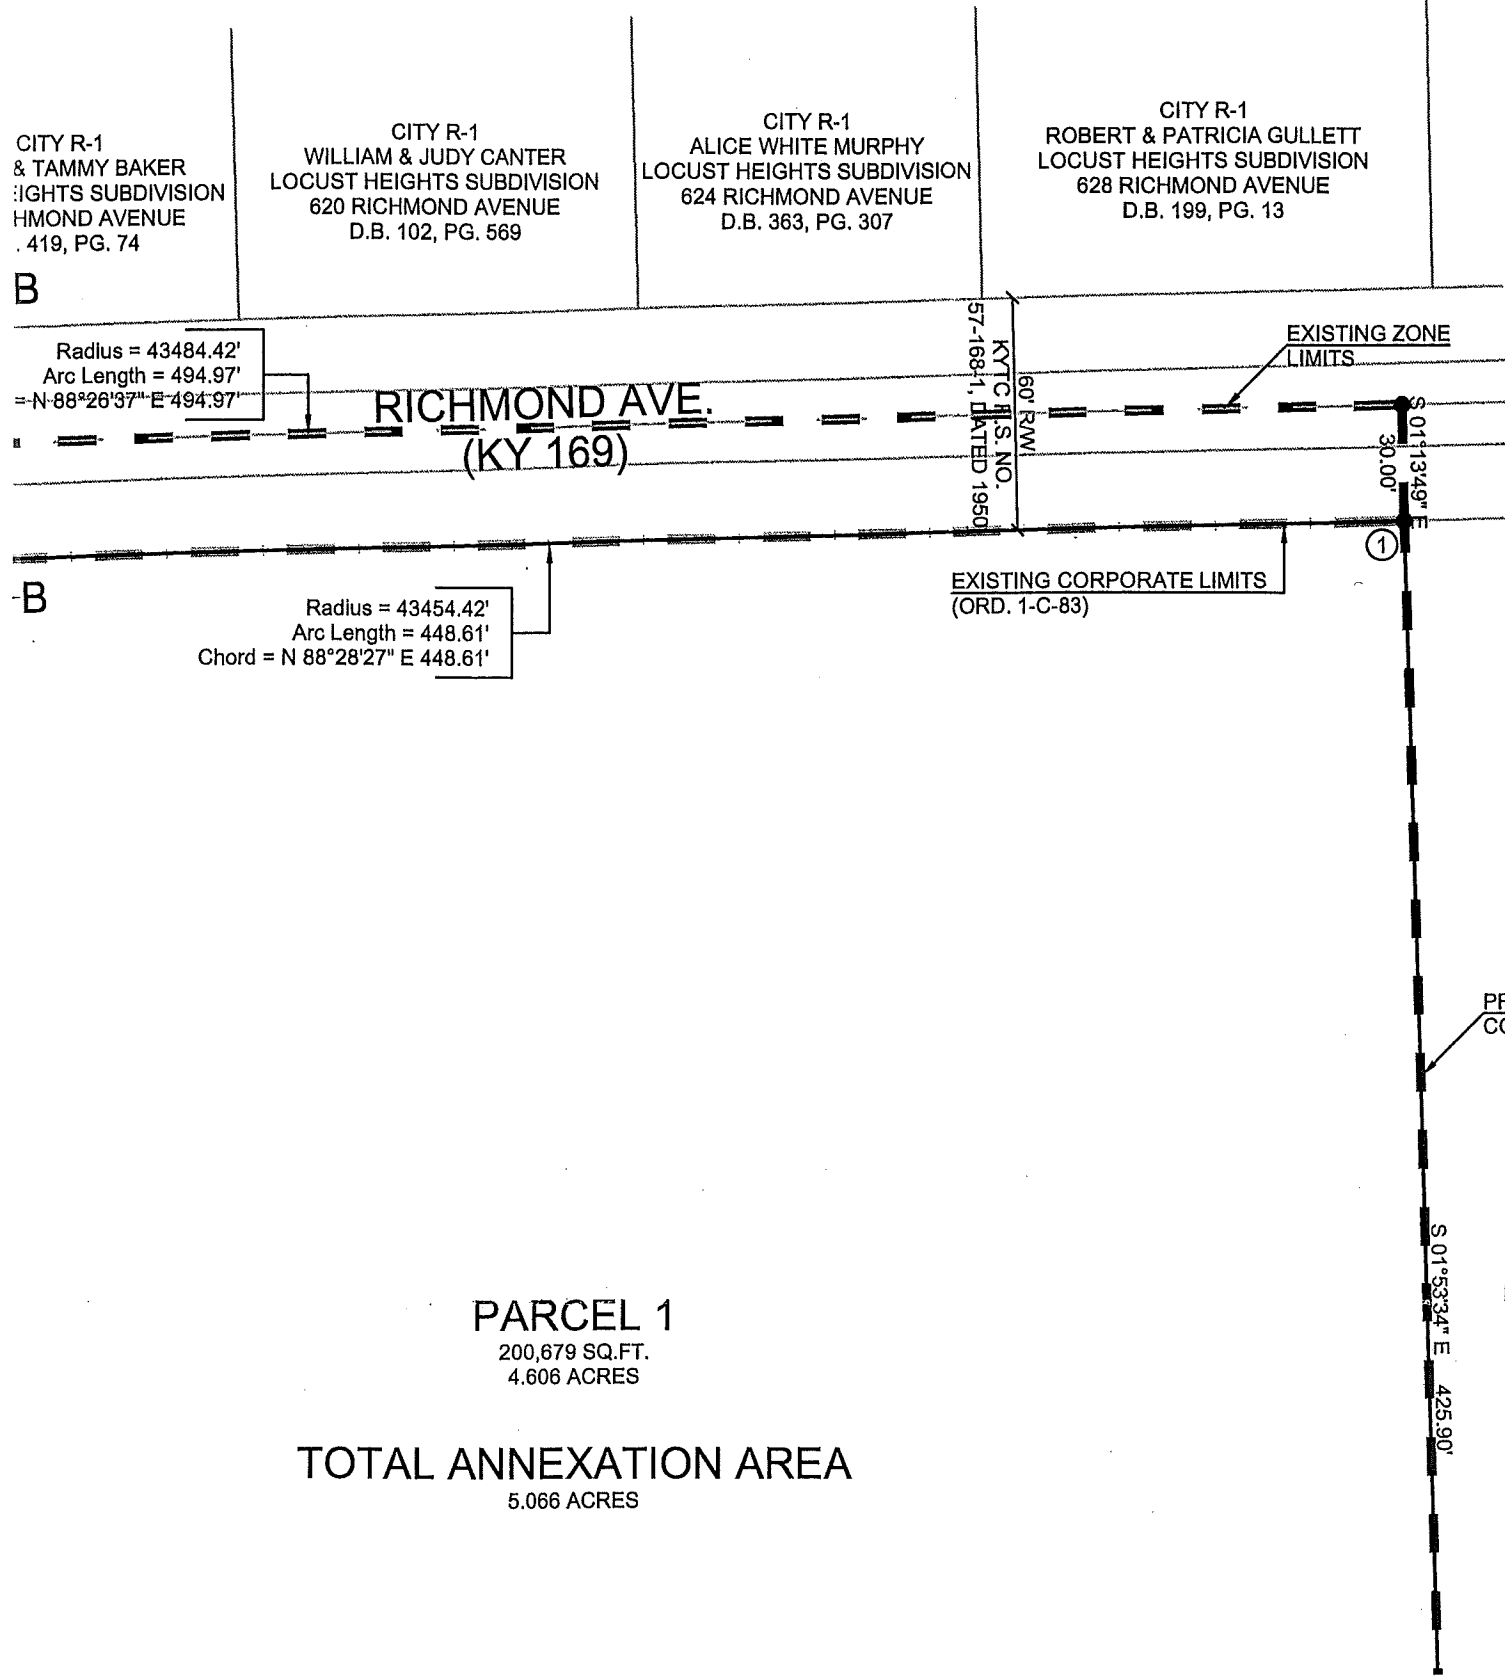 CITY R-1
& TAMMY BAKER
EIGHTS SUBDIVISION
HMOND AVENUE
. 419, PG. 74
CITY R-1
WILLIAM & JUDY CANTER
LOCUST HEIGHTS SUBDIVISION
620 RICHMOND AVENUE
D.B. 102, PG. 569
CITY R-1
ALICE WHITE MURPHY
LOCUST HEIGHTS SUBDIVISION
624 RICHMOND AVENUE
D.B. 363, PG. 307
CITY R-1
ROBERT & PATRICIA GULLETT
LOCUST HEIGHTS SUBDIVISION
628 RICHMOND AVENUE
D.B. 199, PG. 13
B
Radius = 43484.42'
Arc Length = 494.97'
= N 88°26'37" E 494.97'
RICHMOND AVE.
(KY 169)
60' R/W
KYTC R.S. NO.
57-168-1, DATED 1950
EXISTING ZONE
LIMITS
S 01°13'49" E
30.00'
1
-B
Radius = 43454.42'
Arc Length = 448.61'
Chord = N 88°28'27" E 448.61'
EXISTING CORPORATE LIMITS
(ORD. 1-C-83)
PR
CO
S 01°53'34" E 425.90'
PARCEL 1
200,679 SQ.FT.
4.606 ACRES
TOTAL ANNEXATION AREA
5.066 ACRES